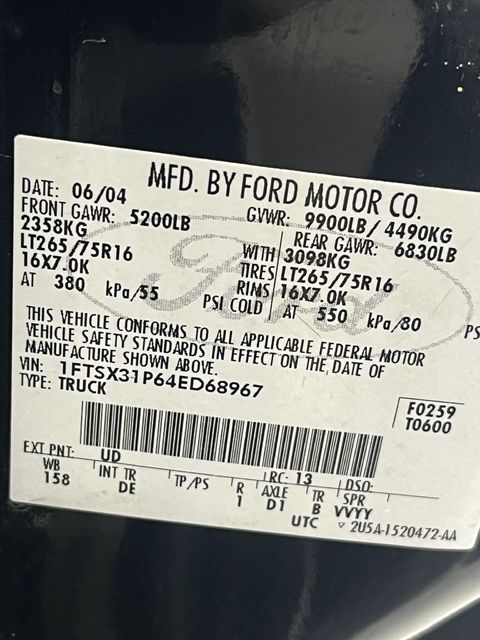 MFD. BY FORD MOTOR CO.
DATE: 06/04 GVWR: 9900LB/ 4490KG
FRONT GAWR: 5200LB REAR GAWR: 6830LB
2358KG WITH 3098KG
LT265/75R16 TIRES LT265/75R16
16X7.0K RIMS 16X7.0K
AT 380 kPa/55 PSI COLD AT 550 kPa/80 PS
THIS VEHICLE CONFORMS TO ALL APPLICABLE FEDERAL MOTOR
VEHICLE SAFETY STANDARDS IN EFFECT ON THE DATE OF
MANUFACTURE SHOWN ABOVE.
VIN: 1FTSX31P64ED68967
TYPE: TRUCK
F0259
T0600
EXT PNT: UD RC: 13 DSO:
WB INT TR TP/PS R AXLE TR SPR
158 DE 1 D1 B VVYY
UTC ▽ 2U5A-1520472-AA
Ford